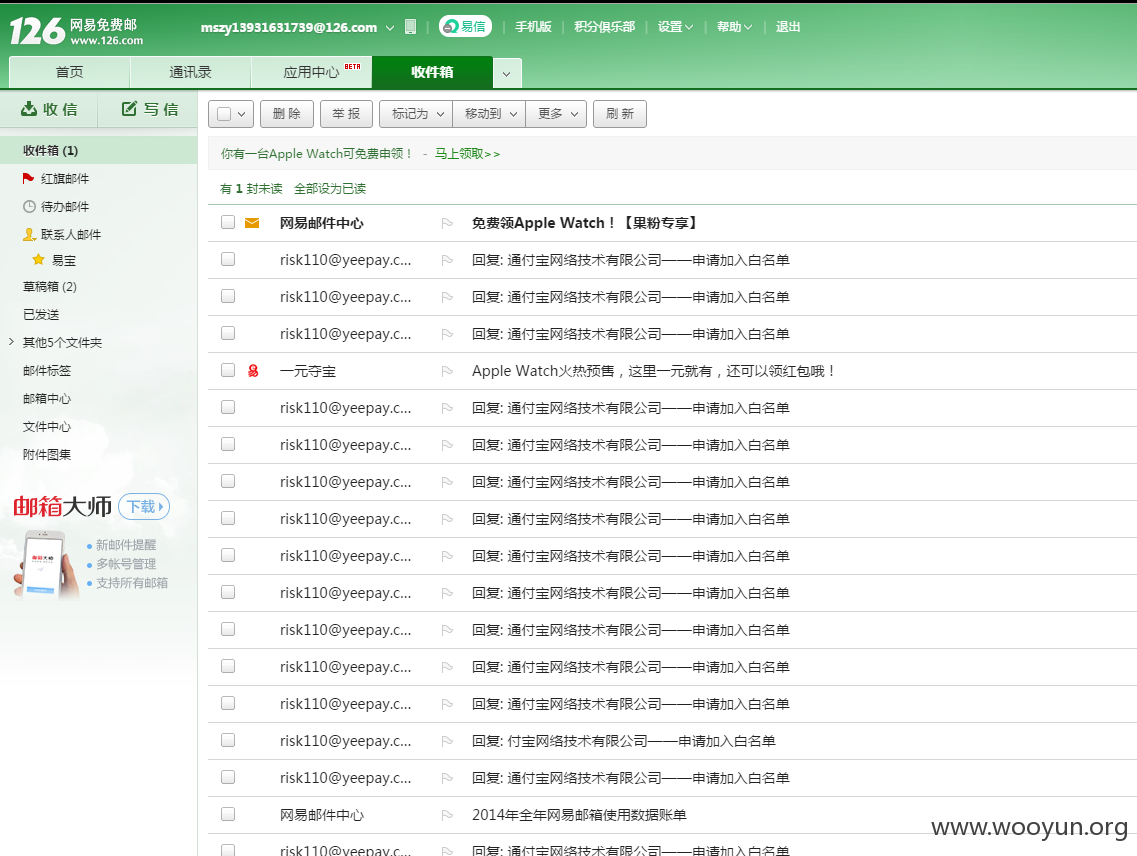 126 网易免费邮 www.126.com mszy13931631739@126.com 易信 手机版 积分俱乐部 设置 帮助 退出
首页 通讯录 应用中心 BETA 收件箱
收 信 写 信 删 除 举 报 标记为 移动到 更多 刷 新
收件箱 (1)
红旗邮件
待办邮件
联系人邮件
易宝
草稿箱 (2)
已发送
其他5个文件夹
邮件标签
邮箱中心
文件中心
附件图集
邮箱大师 下载
新邮件提醒
多帐号管理
支持所有邮箱
你有一台Apple Watch可免费申领！ - 马上领取>>
有 1 封未读 全部设为已读
网易邮件中心 免费领Apple Watch！【果粉专享】
risk110@yeepay.c... 回复: 通付宝网络技术有限公司——申请加入白名单
risk110@yeepay.c... 回复: 通付宝网络技术有限公司——申请加入白名单
risk110@yeepay.c... 回复: 通付宝网络技术有限公司——申请加入白名单
一元夺宝 Apple Watch火热预售，这里一元就有，还可以领红包哦！
risk110@yeepay.c... 回复: 通付宝网络技术有限公司——申请加入白名单
risk110@yeepay.c... 回复: 通付宝网络技术有限公司——申请加入白名单
risk110@yeepay.c... 回复: 通付宝网络技术有限公司——申请加入白名单
risk110@yeepay.c... 回复: 通付宝网络技术有限公司——申请加入白名单
risk110@yeepay.c... 回复: 通付宝网络技术有限公司——申请加入白名单
risk110@yeepay.c... 回复: 通付宝网络技术有限公司——申请加入白名单
risk110@yeepay.c... 回复: 通付宝网络技术有限公司——申请加入白名单
risk110@yeepay.c... 回复: 通付宝网络技术有限公司——申请加入白名单
risk110@yeepay.c... 回复: 通付宝网络技术有限公司——申请加入白名单
risk110@yeepay.c... 回复: 付宝网络技术有限公司——申请加入白名单
risk110@yeepay.c... 回复: 通付宝网络技术有限公司——申请加入白名单
网易邮件中心 2014年全年网易邮箱使用数据账单
risk110@yeepay.c... 回复: 通付宝网络技术有限公司——申请加入白名单
www.wooyun.org